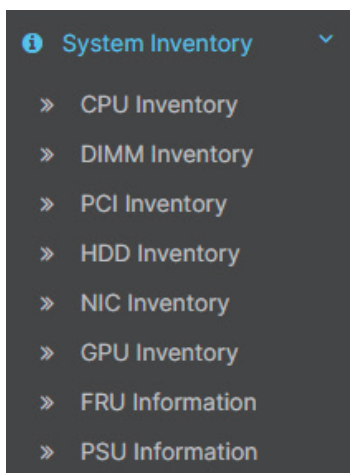 System Inventory
CPU Inventory
DIMM Inventory
PCI Inventory
HDD Inventory
NIC Inventory
GPU Inventory
FRU Information
PSU Information